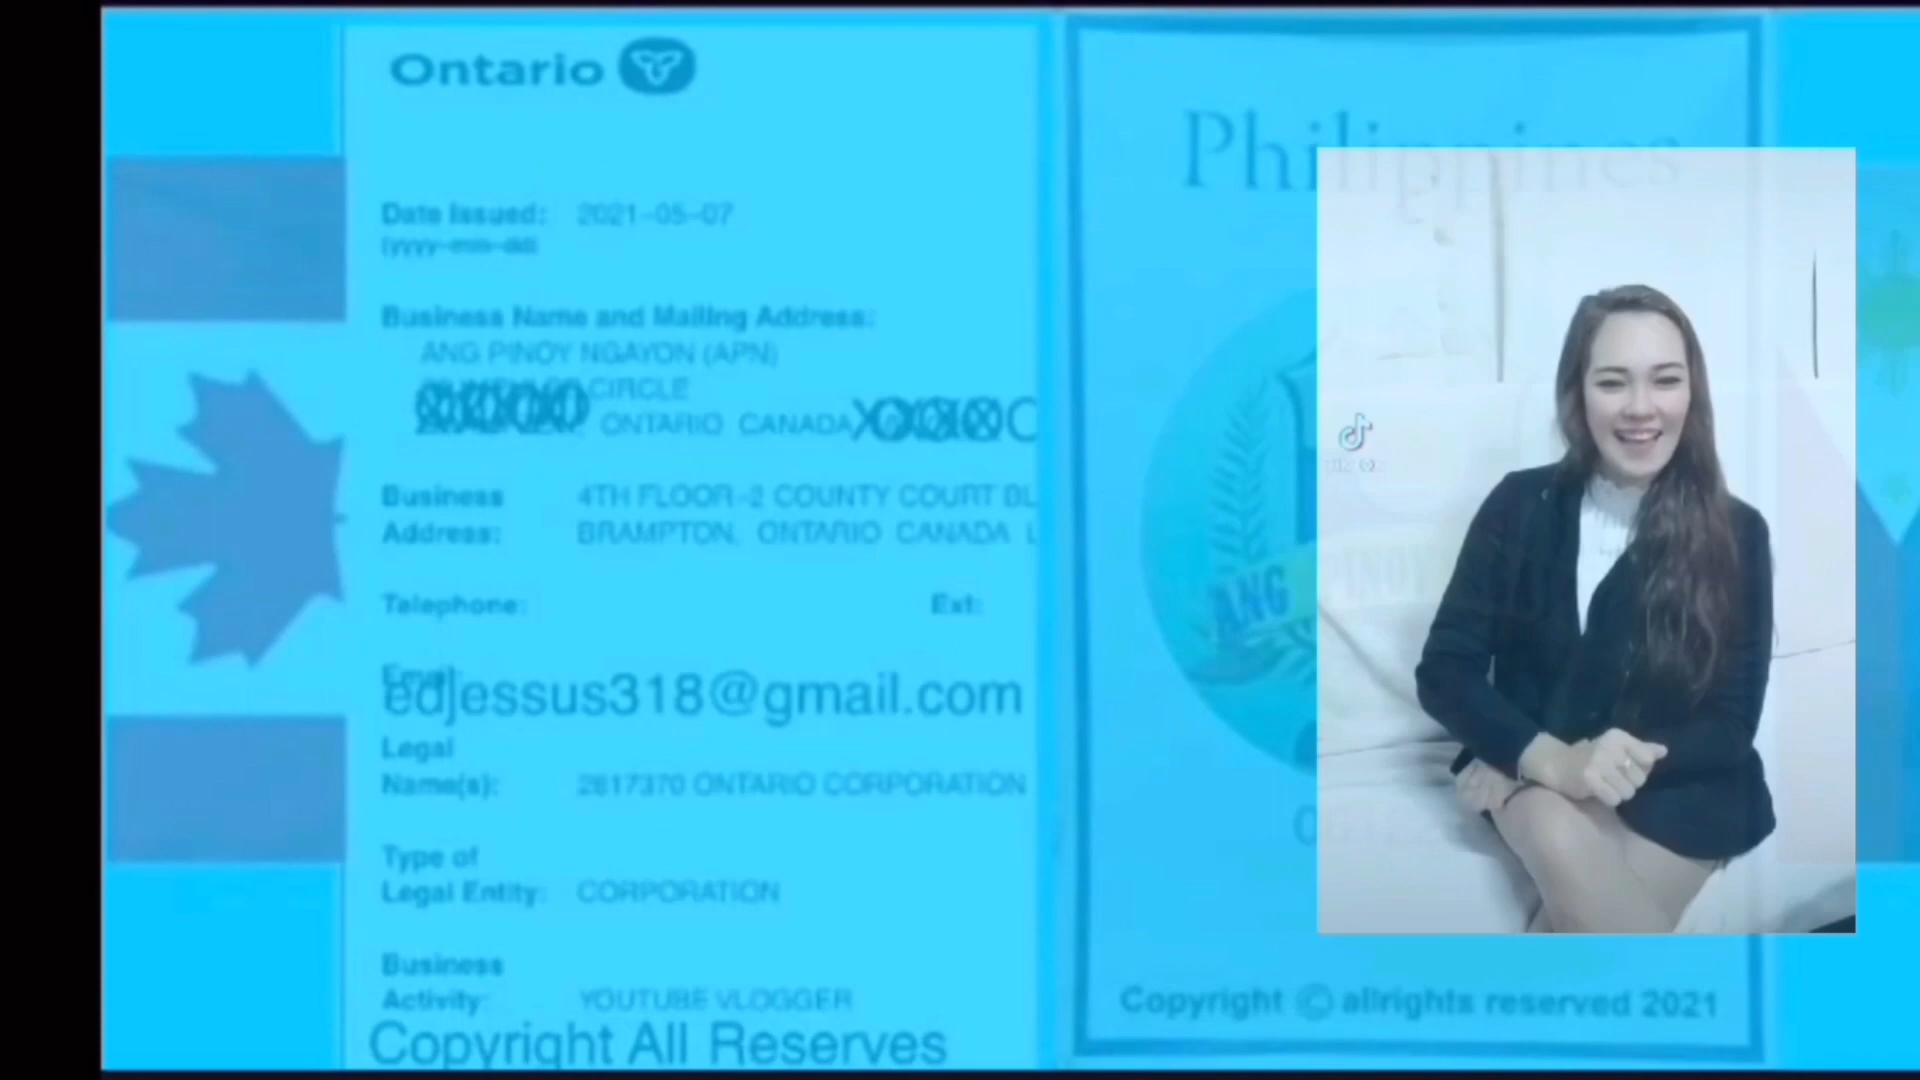 Ontario
Date Issued: 2021-05-07
(yyyy-mm-dd)
Business Name and Mailing Address:
ANG PINOY NGAYON (APN)
CIRCLE
ONTARIO CANADA
Business 4TH FLOOR-2 COUNTY COURT BL
Address: BRAMPTON, ONTARIO CANADA L
Telephone: Ext:
Email:
edjessus318@gmail.com
Legal
Name(s): 2817370 ONTARIO CORPORATION
Type of
Legal Entity: CORPORATION
Business
Activity: YOUTUBE VLOGGER
Copyright All Reserves
Philippines
ANG PINOY
Copyright © allrights reserved 2021